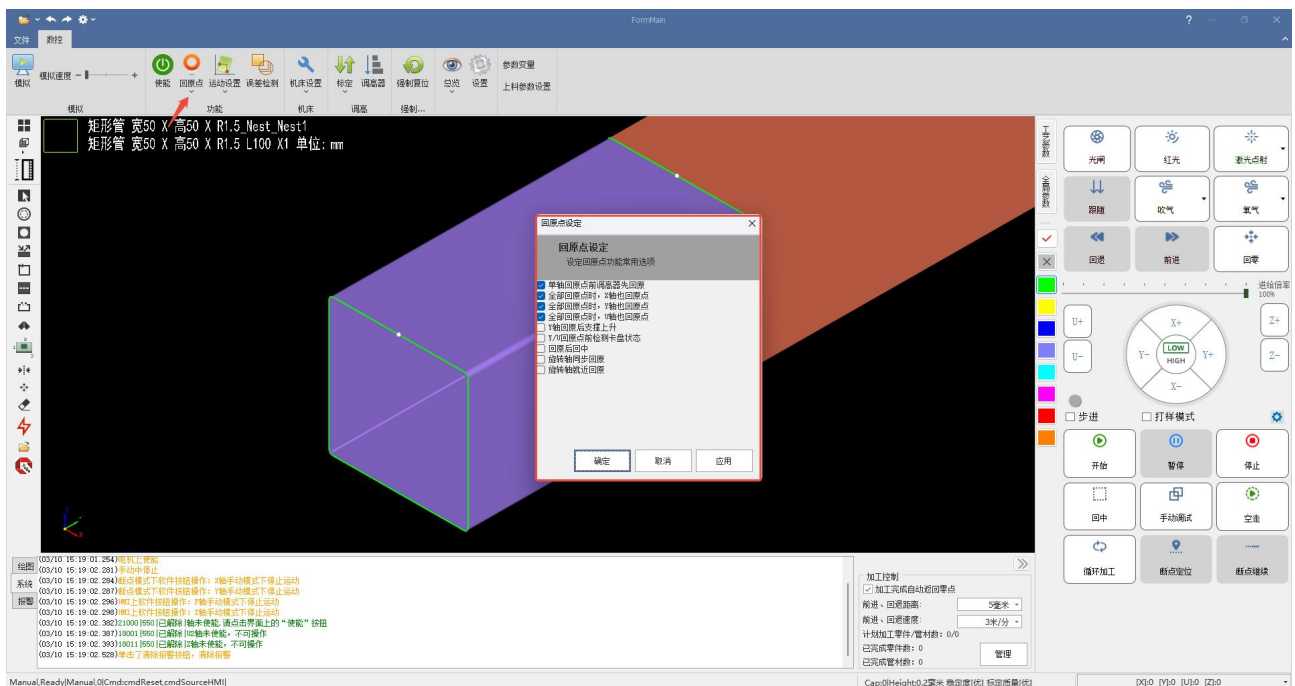 FormMain
?
文件 数控
模拟 模拟速度 - + 使能 回原点 运动设置 误差检测 机床设置 标定 调高器 强制复位 总览 设置 参数变量
上料参数设置
模拟 功能 机床 调高 强制...
矩形管 宽50 X 高50 X R1.5_Nest_Nest1
矩形管 宽50 X 高50 X R1.5 L100 X1 单位: mm
工艺参数
全局参数
光闸 红光 激光点射
跟随 吹气 氧气
回退 前进 回零
进给倍率
100%
U+ X+ Z+
Y- LOW HIGH Y+
U- X- Z-
步进 打样模式
开始 暂停 停止
回中 手动调试 空走
循环加工 断点定位 断点继续
回原点设定
回原点设定
设定回原点功能常用选项
单轴回原点前调高器先回原
全部回原点时，X轴也回原点
全部回原点时，Y轴也回原点
全部回原点时，U轴也回原点
Y轴回原后支撑上升
Y/U回原点前检测卡盘状态
回原后回中
旋转轴同步回原
旋转轴就近回原
确定 取消 应用
Z
X
绘图
系统
报警
(03/10 15:19:01.254)电机上使能
(03/10 15:19:02.281)手动中停止
(03/10 15:19:02.284)断点模式下软件按钮操作: X轴手动模式下停止运动
(03/10 15:19:02.287)断点模式下软件按钮操作: Y轴手动模式下停止运动
(03/10 15:19:02.296)HMI上软件按钮操作: Y轴手动模式下停止运动
(03/10 15:19:02.298)HMI上软件按钮操作: Z轴手动模式下停止运动
(03/10 15:19:02.382)21000|550|已解除|轴未使能,请点击界面上的“使能”按钮
(03/10 15:19:02.387)18001|550|已解除|U2轴未使能，不可操作
(03/10 15:19:02.393)18011|550|已解除|Z轴未使能，不可操作
(03/10 15:19:02.528)单击了清除报警按钮，清除报警
加工控制
加工完成自动返回零点
前进、回退距离: 5毫米
前进、回退速度: 3米/分
计划加工零件/管材数: 0/0
已完成零件数: 0
已完成管材数: 0
管理
Manual,Ready|Manual,0|Cmd:cmdReset,cmdSourceHMI|
Cap:0|Height:0.2毫米 稳定度[优] 标定质量[优]
[X]:0 [Y]:0 [U]:0 [Z]:0